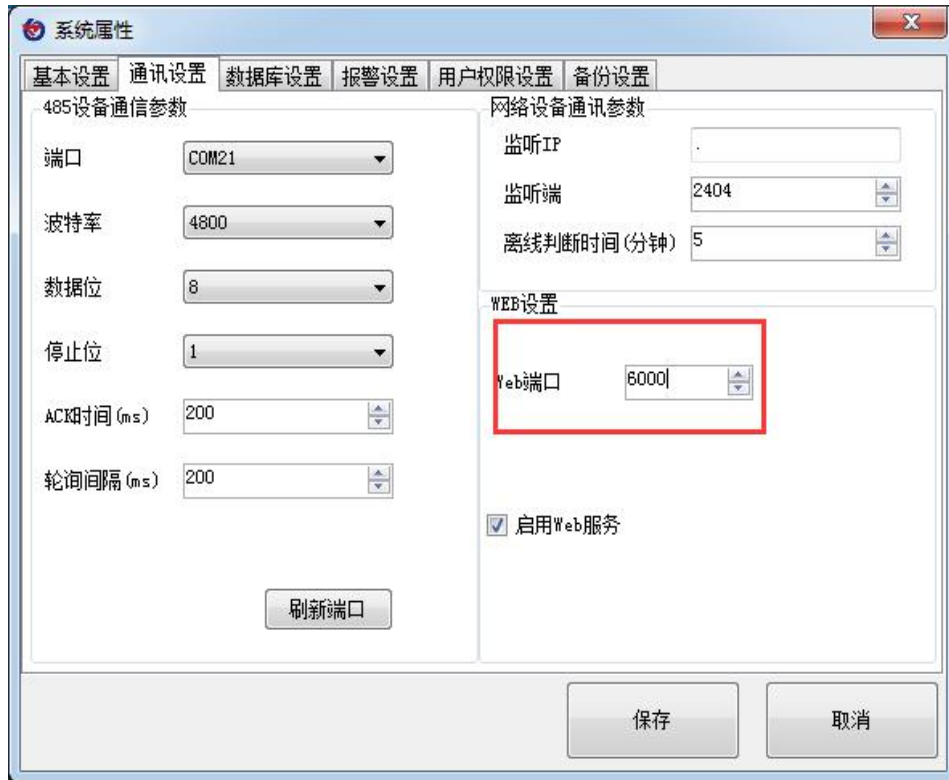 系统属性
基本设置 通讯设置 数据库设置 报警设置 用户权限设置 备份设置
485设备通信参数
端口 COM21
波特率 4800
数据位 8
停止位 1
ACK时间(ms) 200
轮询间隔(ms) 200
刷新端口
网络设备通讯参数
监听IP .
监听端 2404
离线判断时间(分钟) 5
WEB设置
Web端口 6000
启用Web服务
保存 取消